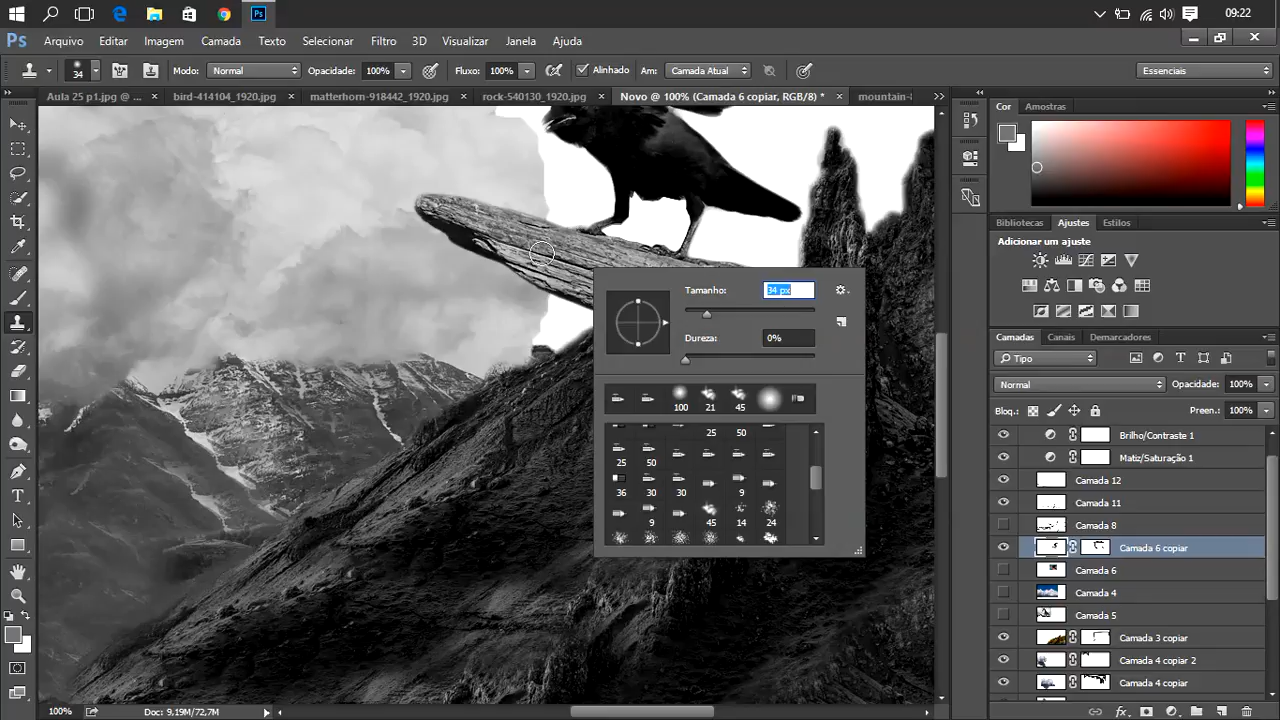 09:22
Ps Arquivo Editar Imagem Camada Texto Selecionar Filtro 3D Visualizar Janela Ajuda
34 Modo: Normal Opacidade: 100% Fluxo: 100% Alinhado Am: Camada Atual Essenciais
Aula 25 p1.jpg @ ... × bird-414104_1920.jpg × matterhorn-918442_1920.jpg × rock-540130_1920.jpg × Novo @ 100% (Camada 6 copiar, RGB/8) * × mountain-
Cor Amostras
Bibliotecas Ajustes Estilos
Adicionar um ajuste
Tamanho: 34 px
Dureza: 0%
100 21 45
25 50
25 50
36 30 30 9
9 45 14 24
Camadas Canais Demarcadores
Tipo
Normal Opacidade: 100%
Bloq.: Preen.: 100%
Brilho/Contraste 1
Matiz/Saturação 1
Camada 12
Camada 11
Camada 8
Camada 6 copiar
Camada 6
Camada 4
Camada 5
Camada 3 copiar
Camada 4 copiar 2
Camada 4 copiar
100% Doc: 9,19M/72,7M